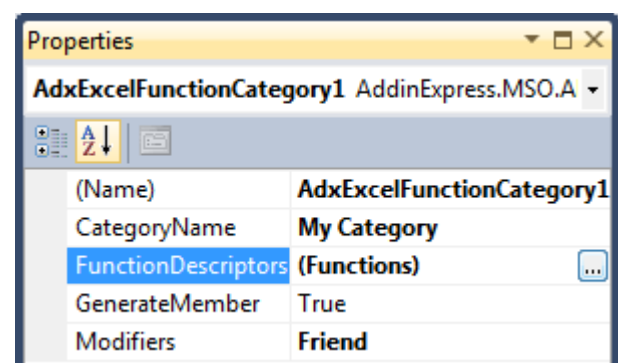 Properties
AdxExcelFunctionCategory1 AddinExpress.MSO.A
A
Z
(Name) AdxExcelFunctionCategory1
CategoryName My Category
FunctionDescriptors (Functions) ...
GenerateMember True
Modifiers Friend